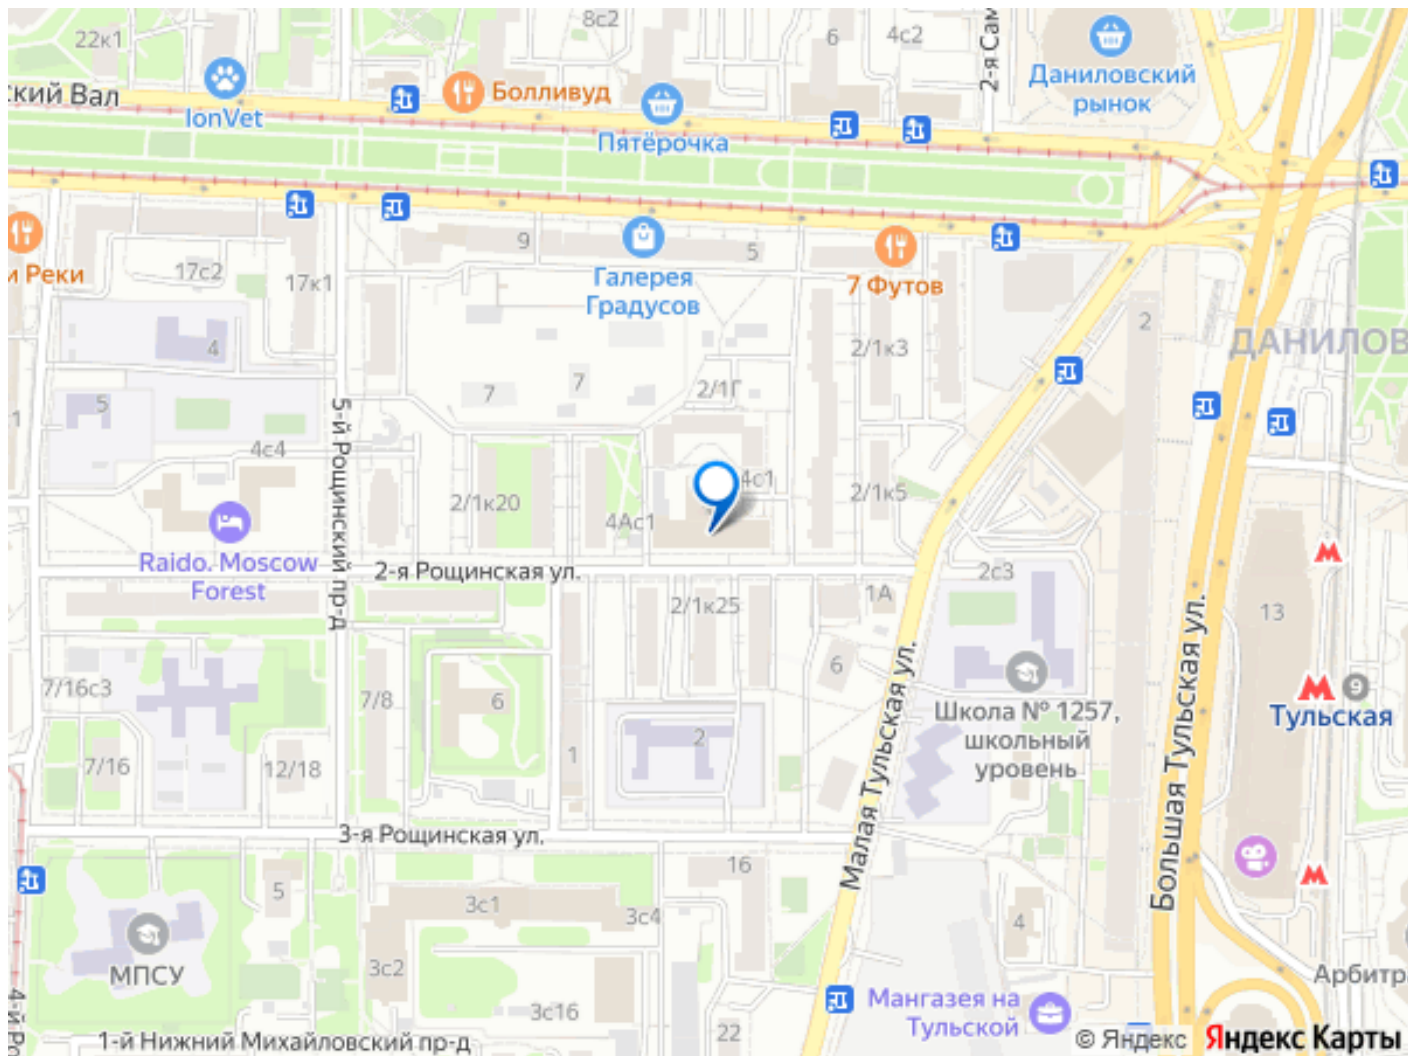 22к1
8с2
6
4с2
2-я Сам
Даниловский
рынок
ский Вал
IonVet
Болливуд
Пятёрочка
и Реки
17с2
17к1
9
5
Галерея
Градусов
7 Футов
2
ДАНИЛОВ
4
2/1к3
7
7
2/1Г
5
1
5-й Рощинский пр-д
4с4
4с1
2/1к20
4Ас1
2/1к5
Raido. Moscow
Forest
2-я Рощинская ул.
2с3
1А
2/1к25
13
7/16с3
7/8
6
6
Малая Тульская ул.
Большая Тульская ул.
9
Тульская
Школа № 1257,
школьный
уровень
2
1
7/16
12/18
3-я Рощинская ул.
16
5
3с1
3с4
4
МПСУ
3с2
3с16
22
Арбитр
Мангазея на
Тульской
4-й Ро
1-й Нижний Михайловский пр-д
© Яндекс Яндекс Карты